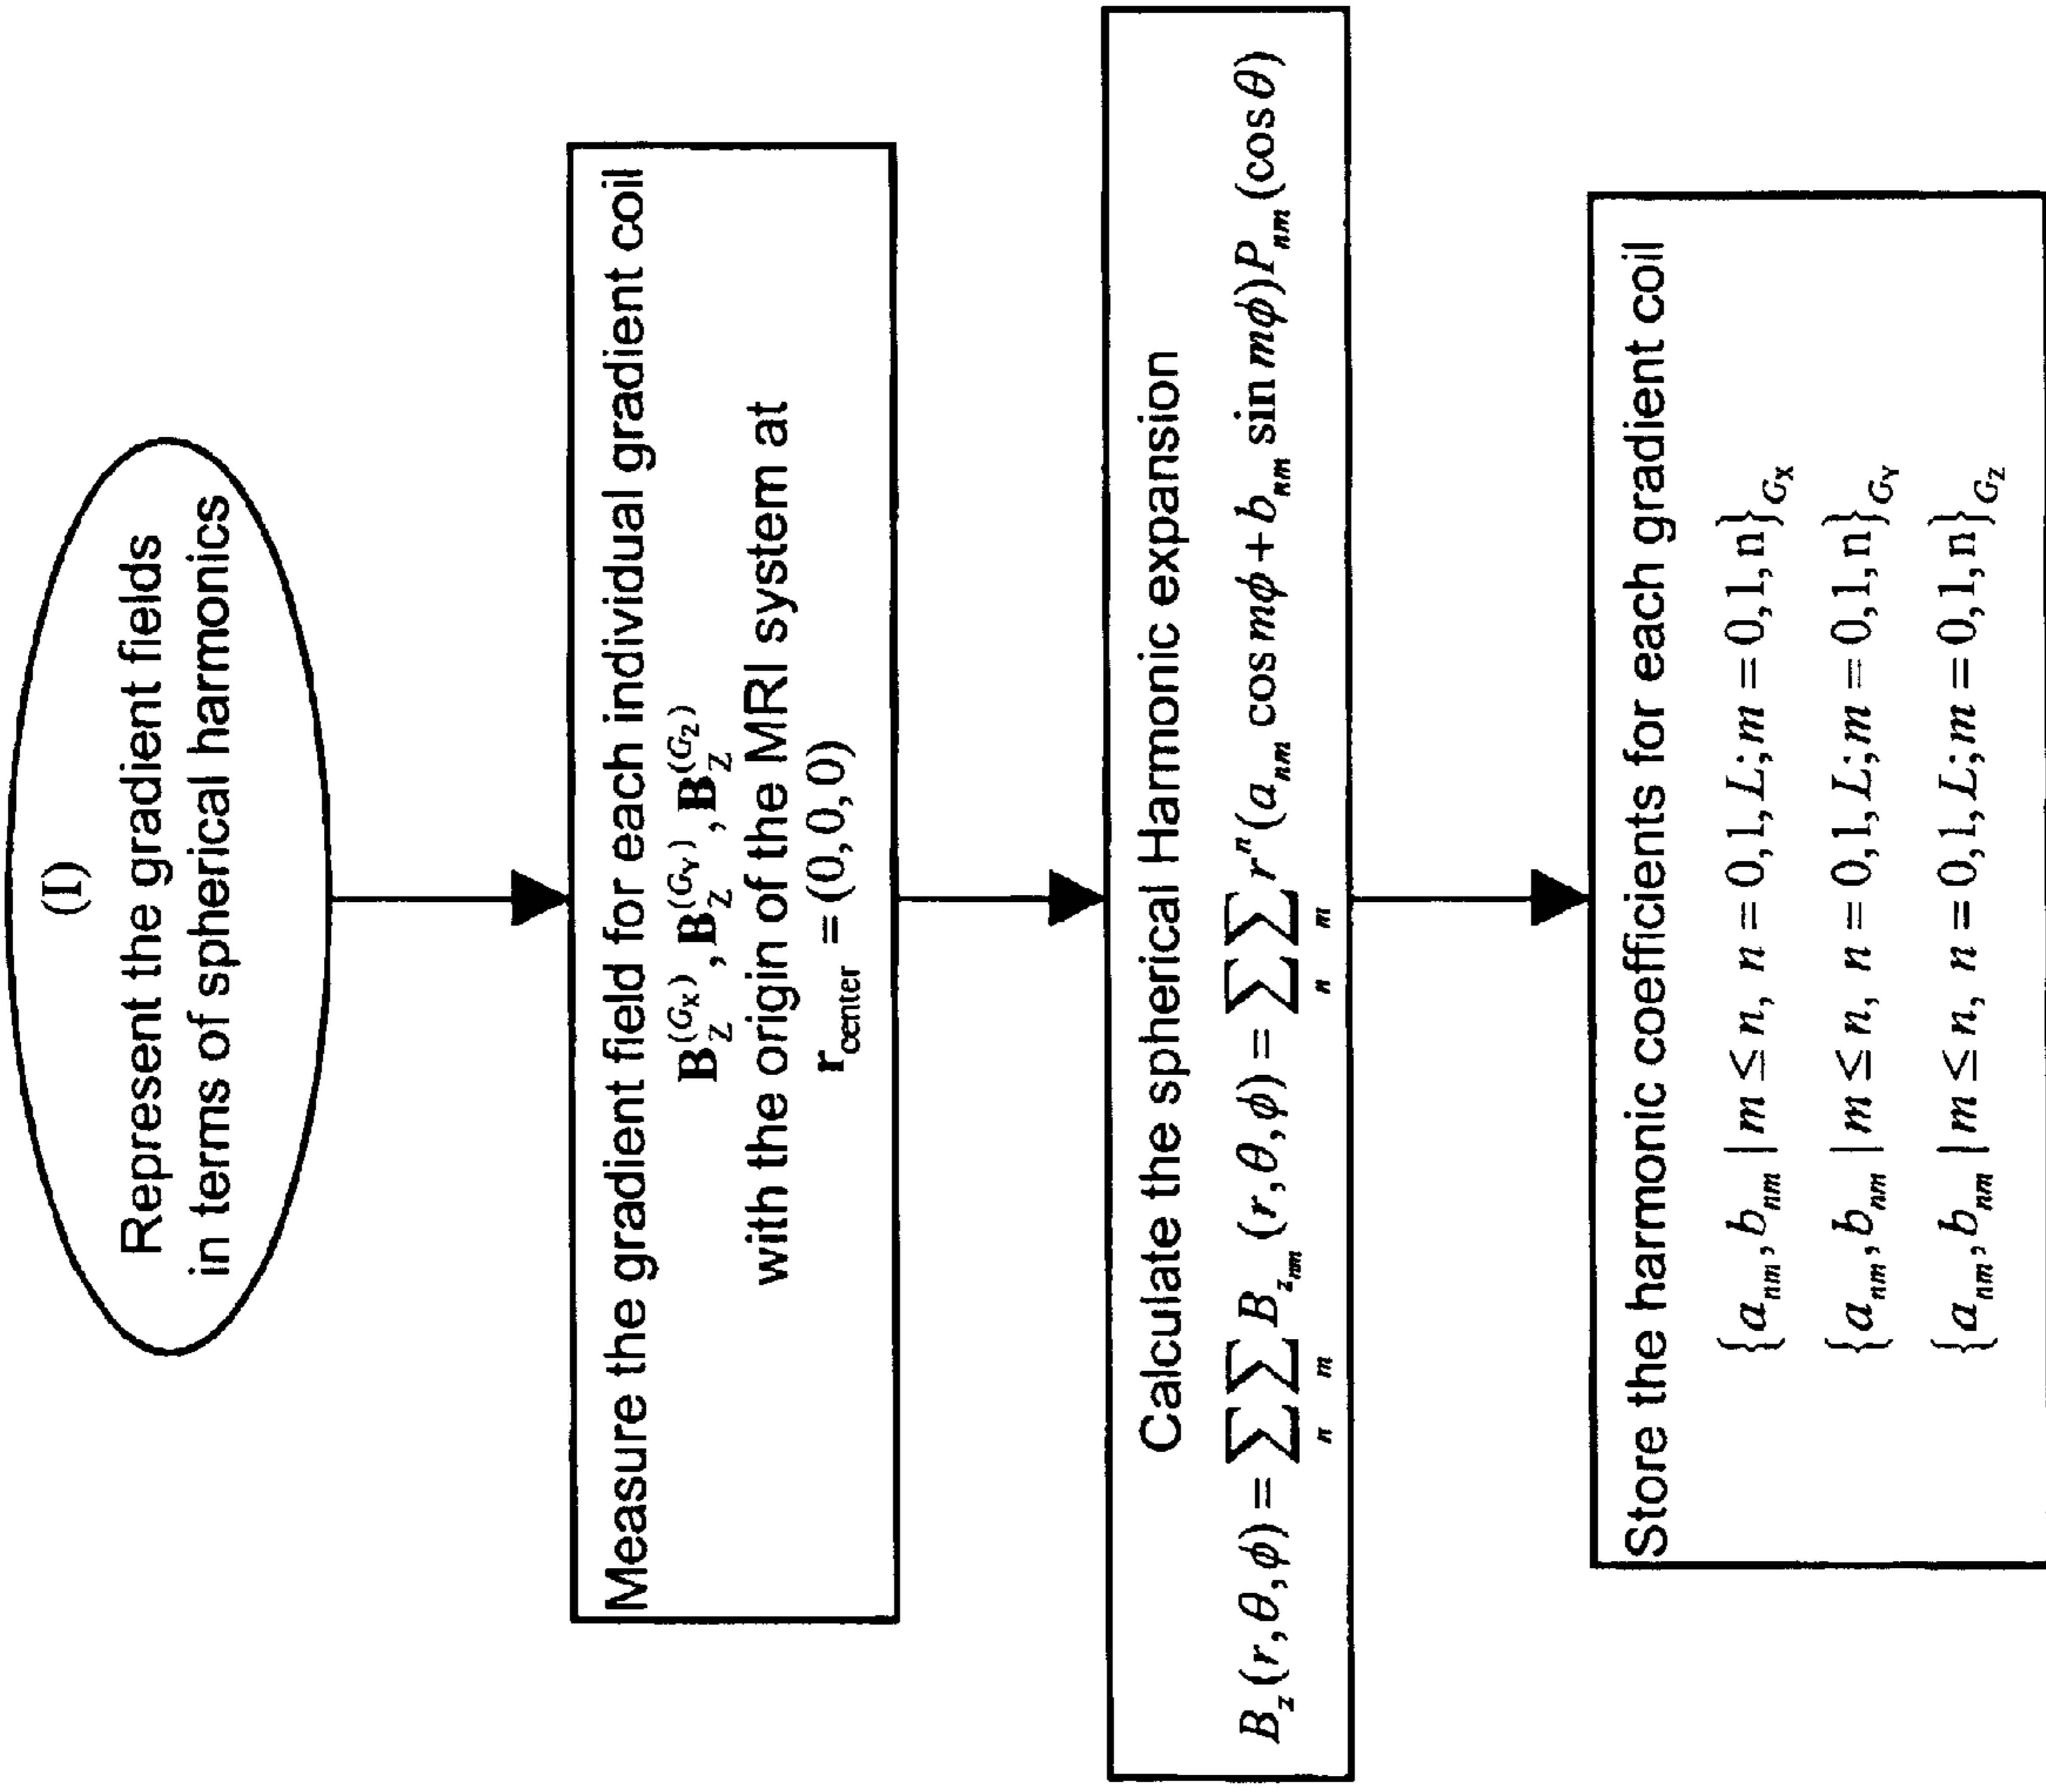 (I)
Represent the gradient fields
in terms of spherical harmonics
Measure the gradient field for each individual gradient coil
B_Z^(G_X), B_Z^(G_Y), B_Z^(G_Z)
with the origin of the MRI system at
r_center = (0,0,0)
Calculate the spherical Harmonic expansion
B_z(r,θ,ϕ) = ∑_n ∑_m B_z_nm(r,θ,ϕ) = ∑_n ∑_m r^n(a_nm cos mϕ + b_nm sin mϕ)P_nm(cos θ)
Store the harmonic coefficients for each gradient coil
{a_nm, b_nm | m ≤ n, n = 0,1,L; m = 0,1,n}_G_X
{a_nm, b_nm | m ≤ n, n = 0,1,L; m = 0,1,n}_G_Y
{a_nm, b_nm | m ≤ n, n = 0,1,L; m = 0,1,n}_G_Z